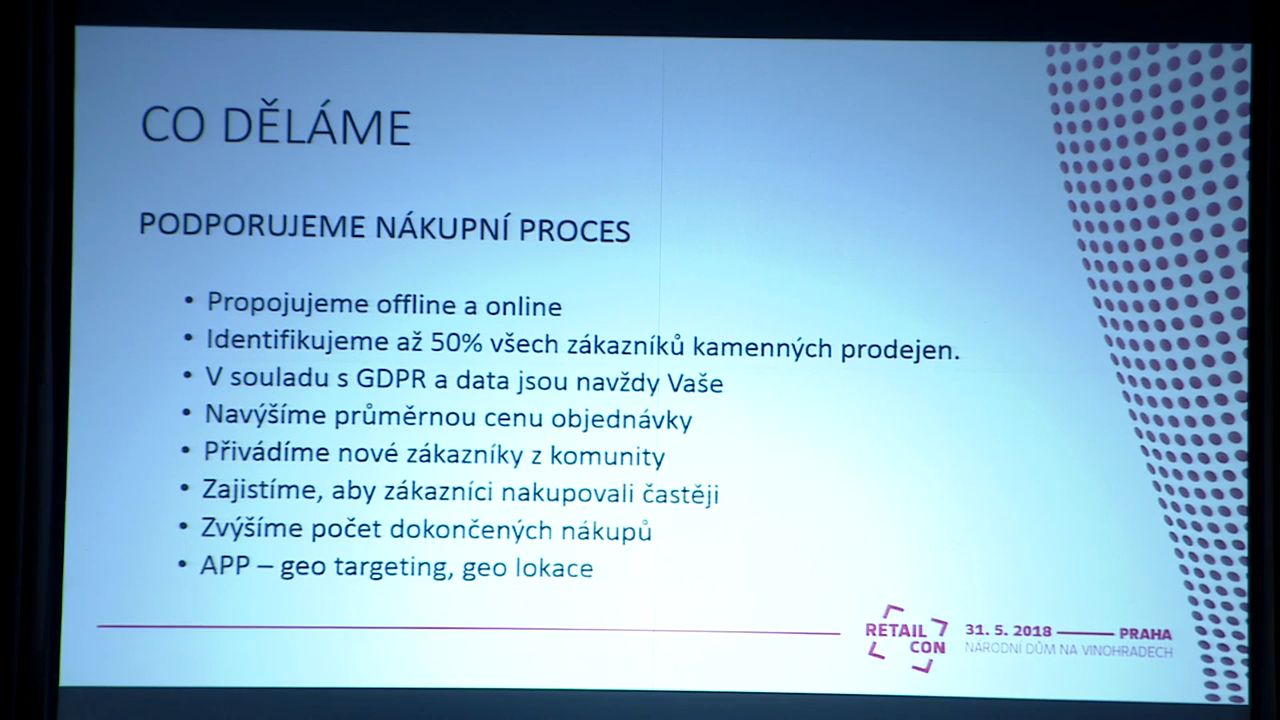 CO DĚLÁME
PODPORUJEME NÁKUPNÍ PROCES
• Propojujeme offline a online
• Identifikujeme až 50% všech zákazníků kamenných prodejen.
• V souladu s GDPR a data jsou navždy Vaše
• Navýšíme průměrnou cenu objednávky
• Přivádíme nové zákazníky z komunity
• Zajistíme, aby zákazníci nakupovali častěji
• Zvýšíme počet dokončených nákupů
• APP – geo targeting, geo lokace
RETAIL
CON
31. 5. 2018 — PRAHA
NÁRODNÍ DŮM NA VINOHRADECH